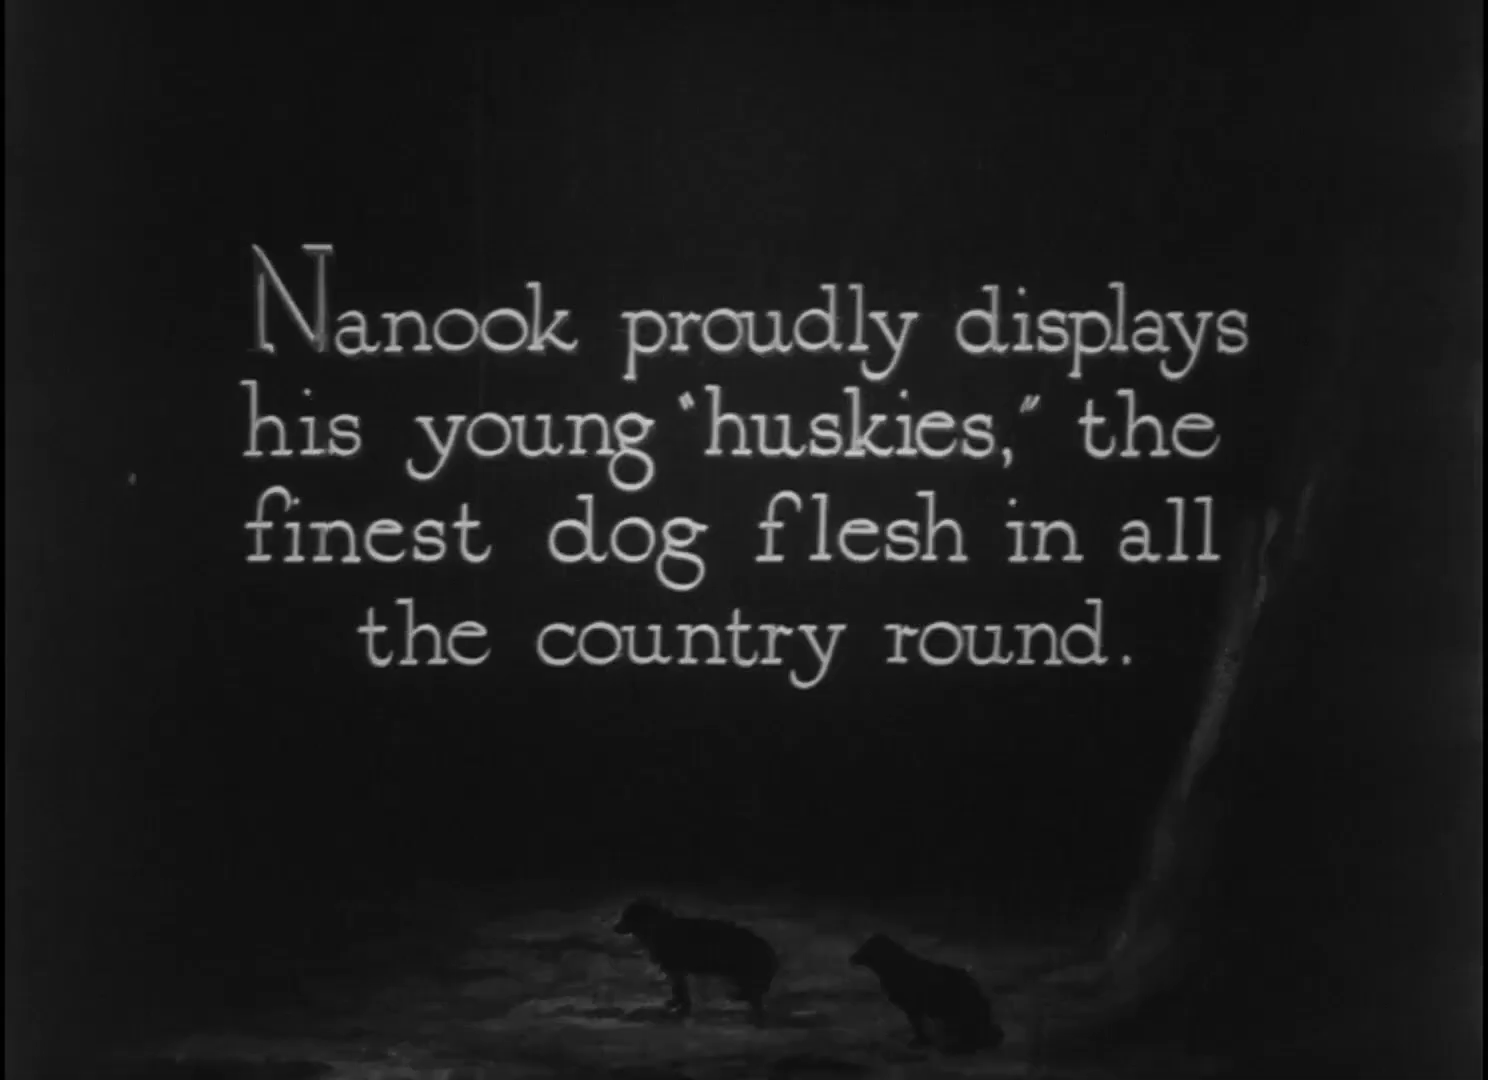 Nanook proudly displays
his young "huskies," the
finest dog flesh in all
the country round.